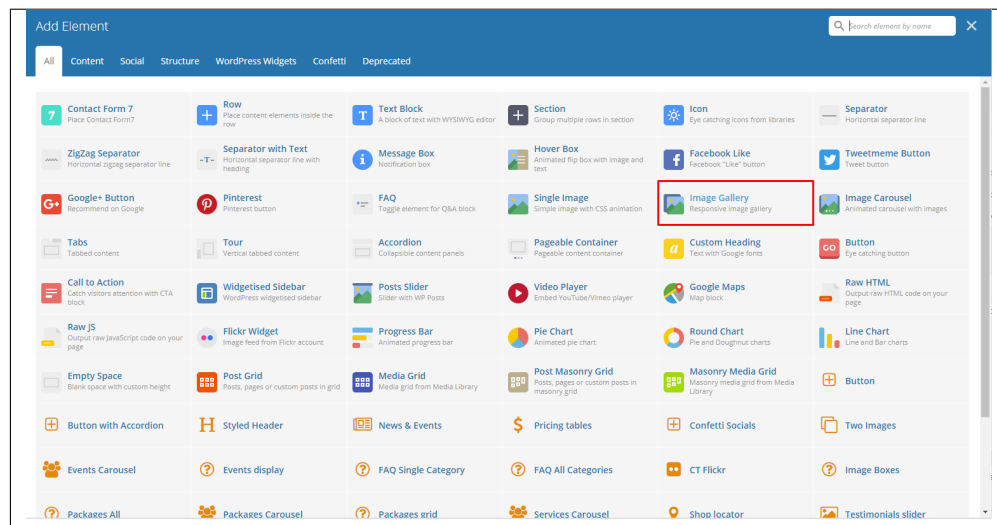 Add Element
Search element by name
All Content Social Structure WordPress Widgets Confetti Deprecated
7 Contact Form 7
Place Contact Form7
Row
Place content elements inside the
row
T Text Block
A block of text with WYSIWYG editor
Section
Group multiple rows in section
Icon
Eye catching icons from libraries
Separator
Horizontal separator line
ZigZag Separator
Horizontal zigzag separator line
-T- Separator with Text
Horizontal separator line with
heading
i Message Box
Notification box
Hover Box
Animated flip box with image and
text
f Facebook Like
Facebook "Like" button
Tweetmeme Button
Tweet button
G+ Google+ Button
Recommend on Google
Pinterest
Pinterest button
FAQ
Toggle element for Q&A block
Single Image
Simple image with CSS animation
Image Gallery
Responsive image gallery
Image Carousel
Animated carousel with images
Tabs
Tabbed content
Tour
Vertical tabbed content
Accordion
Collapsible content panels
Pageable Container
Pageable content container
a Custom Heading
Text with Google fonts
GO Button
Eye catching button
Call to Action
Catch visitors attention with CTA
block
Widgetised Sidebar
WordPress widgetised sidebar
Posts Slider
Slider with WP Posts
Video Player
Embed YouTube/Vimeo player
Google Maps
Map block
Raw HTML
Output raw HTML code on your
page
Raw JS
Output raw JavaScript code on your
page
Flickr Widget
Image feed from Flickr account
Progress Bar
Animated progress bar
Pie Chart
Animated pie chart
Round Chart
Pie and Doughnut charts
Line Chart
Line and Bar charts
Empty Space
Blank space with custom height
Post Grid
Posts, pages or custom posts in grid
Media Grid
Media grid from Media Library
Post Masonry Grid
Posts, pages or custom posts in
masonry grid
Masonry Media Grid
Masonry media grid from Media
Library
Button
Button with Accordion
H Styled Header
News & Events
$ Pricing tables
Confetti Socials
Two Images
Events Carousel
? Events display
? FAQ Single Category
? FAQ All Categories
CT Flickr
? Image Boxes
? Packages All
Packages Carousel
? Packages grid
Services Carousel
Shop locator
Testimonials slider